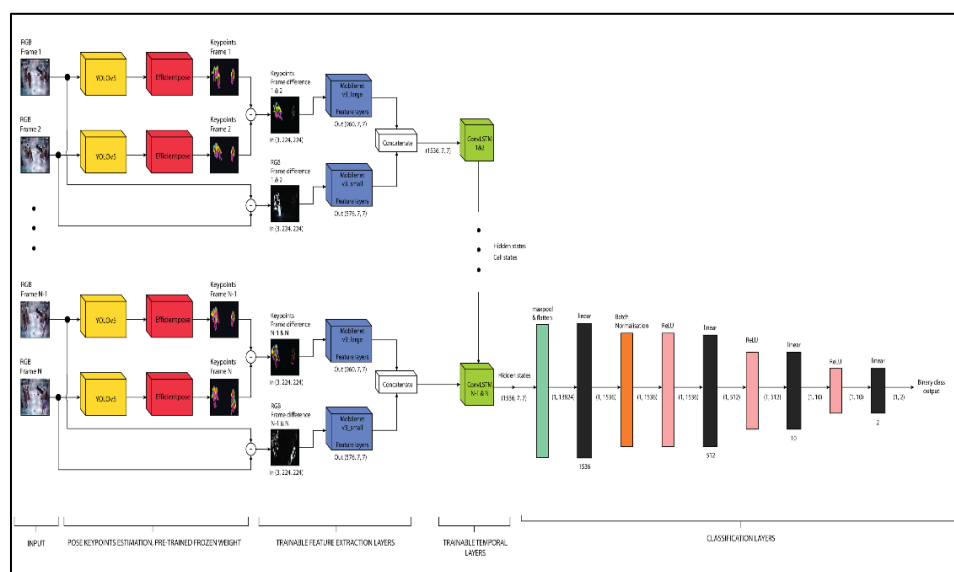 RGB
Frame 1
YOLOv3
Efficientpose
Keypoints
Frame 1
RGB
Frame 2
YOLOv3
Efficientpose
Keypoints
Frame 2
Keypoints
Frame difference
1 & 2
In (3, 224, 224)
Mobilenet
v3_large
Feature layers
Out (960, 7, 7)
RGB
Frame difference
1 & 2
In (3, 224, 224)
Mobilenet
v3_small
Feature layers
Out (576, 7, 7)
Concatenate
(1536, 7, 7)
ConvLSTM
1&2
Hidden states
Cell states
RGB
Frame N-1
YOLOv3
Efficientpose
Keypoints
Frame N-1
RGB
Frame N
YOLOv3
Efficientpose
Keypoints
Frame N
Keypoints
Frame difference
N-1 & N
In (3, 224, 224)
Mobilenet
v3_large
Feature layers
Out (960, 7, 7)
RGB
Frame difference
N-1 & N
In (3, 224, 224)
Mobilenet
v3_small
Feature layers
Out (576, 7, 7)
Concatenate
ConvLSTM
N-1 & N
Hidden states
(1536, 7, 7)
maxpool
& flatten
(1, 13824)
linear
1536
(1, 1536)
Batch
Normalisation
(1, 1536)
ReLU
(1, 1536)
linear
512
(1, 512)
ReLU
(1, 512)
linear
10
(1, 10)
ReLU
(1, 10)
linear
2
(1, 2)
Binary class
output
INPUT
POSE KEYPOINTS ESTIMATION, PRE-TRAINED FROZEN WEIGHT
TRAINABLE FEATURE EXTRACTION LAYERS
TRAINABLE TEMPORAL
LAYERS
CLASSIFICATION LAYERS